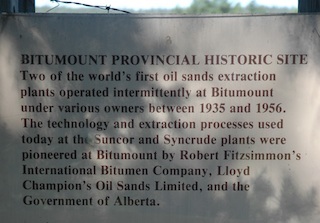 BITUMOUNT PROVINCIAL HISTORIC SITE
Two of the world's first oil sands extraction
plants operated intermittently at Bitumount
under various owners between 1935 and 1956.
The technology and extraction processes used
today at the Suncor and Syncrude plants were
pioneered at Bitumount by Robert Fitzsimmon's
International Bitumen Company, Lloyd
Champion's Oil Sands Limited, and the
Government of Alberta.